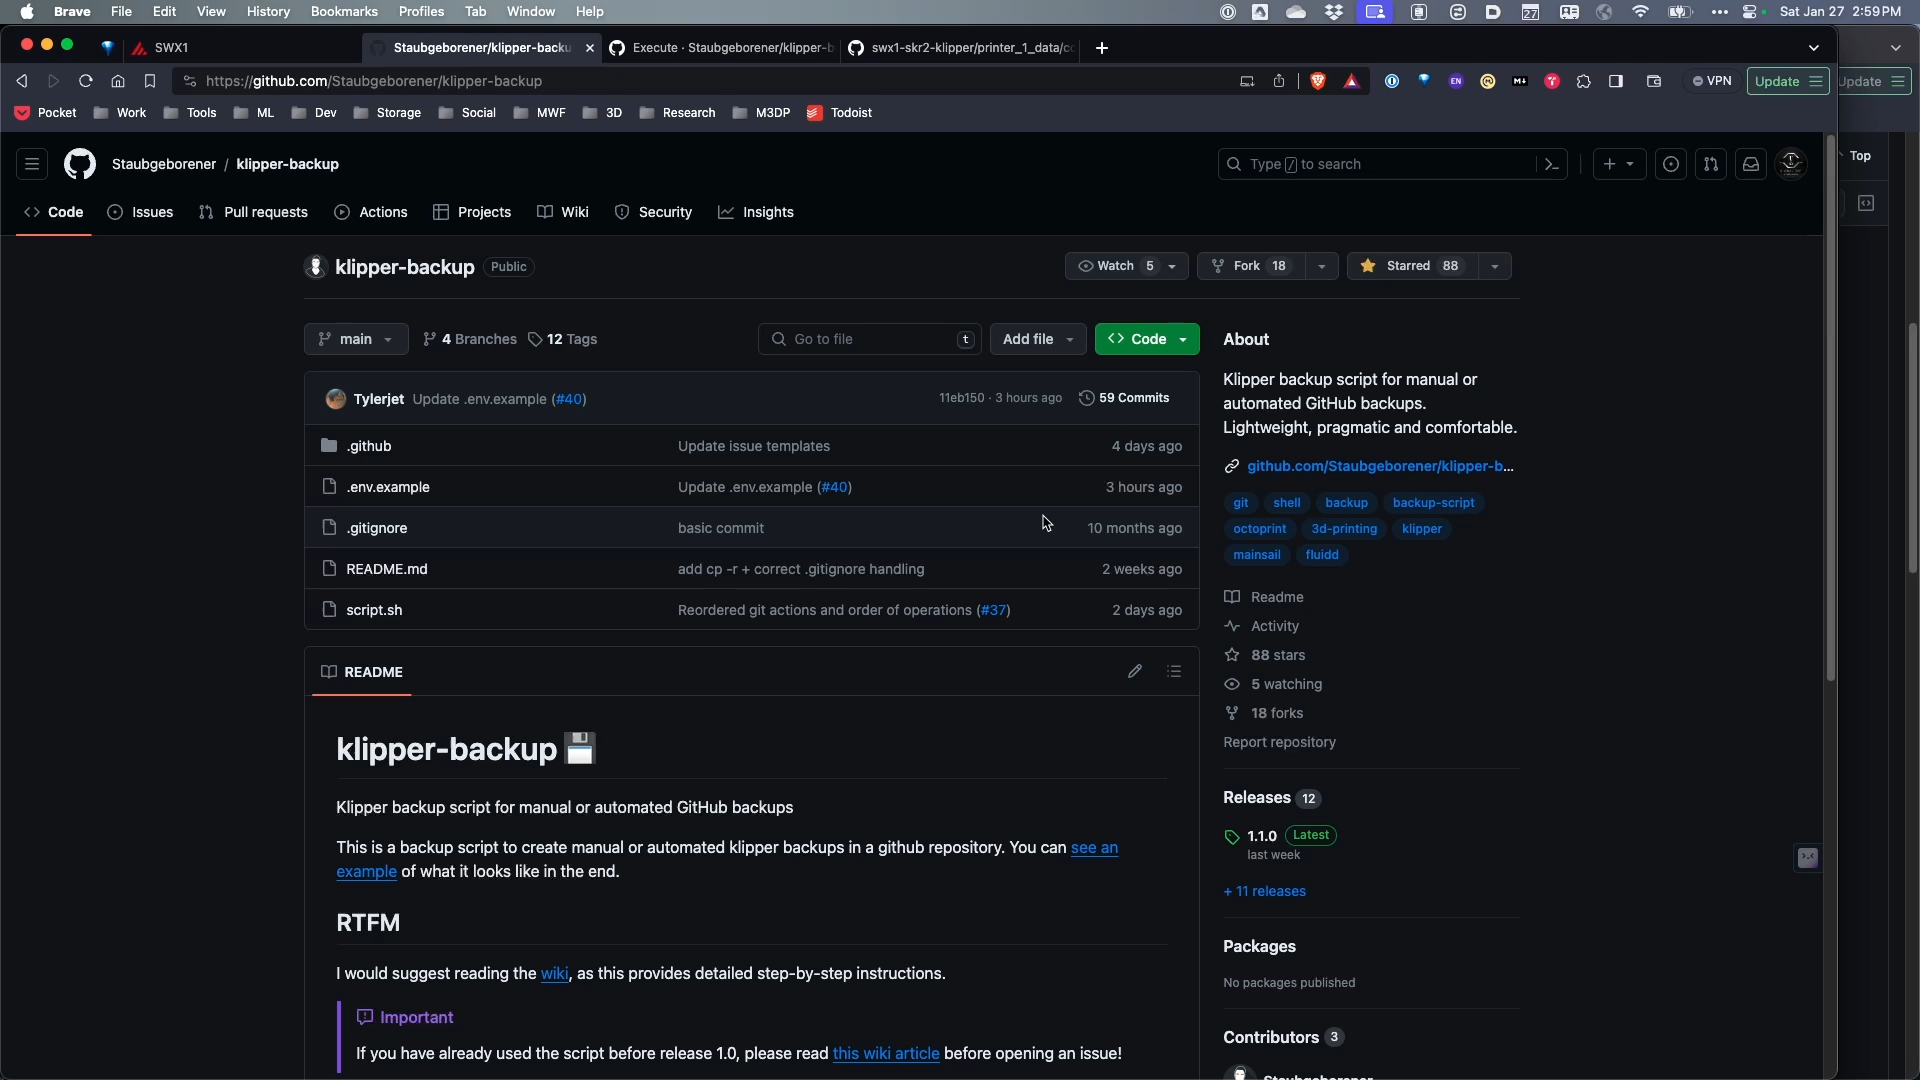 Brave File Edit View History Bookmarks Profiles Tab Window Help
27 Sat Jan 27 2:59 PM
SWX1
Staubgeborener/klipper-backu
Execute · Staubgeborener/klipper-b
swx1-skr2-klipper/printer_1_data/cc
https://github.com/Staubgeborener/klipper-backup
EN
VPN
Update
Update
Pocket Work Tools ML Dev Storage Social MWF 3D Research M3DP Todoist
Staubgeborener / klipper-backup
Type / to search
Top
Code Issues Pull requests Actions Projects Wiki Security Insights
klipper-backup Public
Watch 5 Fork 18 Starred 88
main 4 Branches 12 Tags
Go to file t
Add file
Code
Tylerjet Update .env.example (#40) 11eb150 · 3 hours ago 59 Commits
.github Update issue templates 4 days ago
.env.example Update .env.example (#40) 3 hours ago
.gitignore basic commit 10 months ago
README.md add cp -r + correct .gitignore handling 2 weeks ago
script.sh Reordered git actions and order of operations (#37) 2 days ago
README
klipper-backup
Klipper backup script for manual or automated GitHub backups
This is a backup script to create manual or automated klipper backups in a github repository. You can see an
example of what it looks like in the end.
RTFM
I would suggest reading the wiki, as this provides detailed step-by-step instructions.
Important
If you have already used the script before release 1.0, please read this wiki article before opening an issue!
About
Klipper backup script for manual or
automated GitHub backups.
Lightweight, pragmatic and comfortable.
github.com/Staubgeborener/klipper-b...
git shell backup backup-script
octoprint 3d-printing klipper
mainsail fluidd
Readme
Activity
88 stars
5 watching
18 forks
Report repository
Releases 12
1.1.0 Latest
last week
+ 11 releases
Packages
No packages published
Contributors 3
Staubgeborener